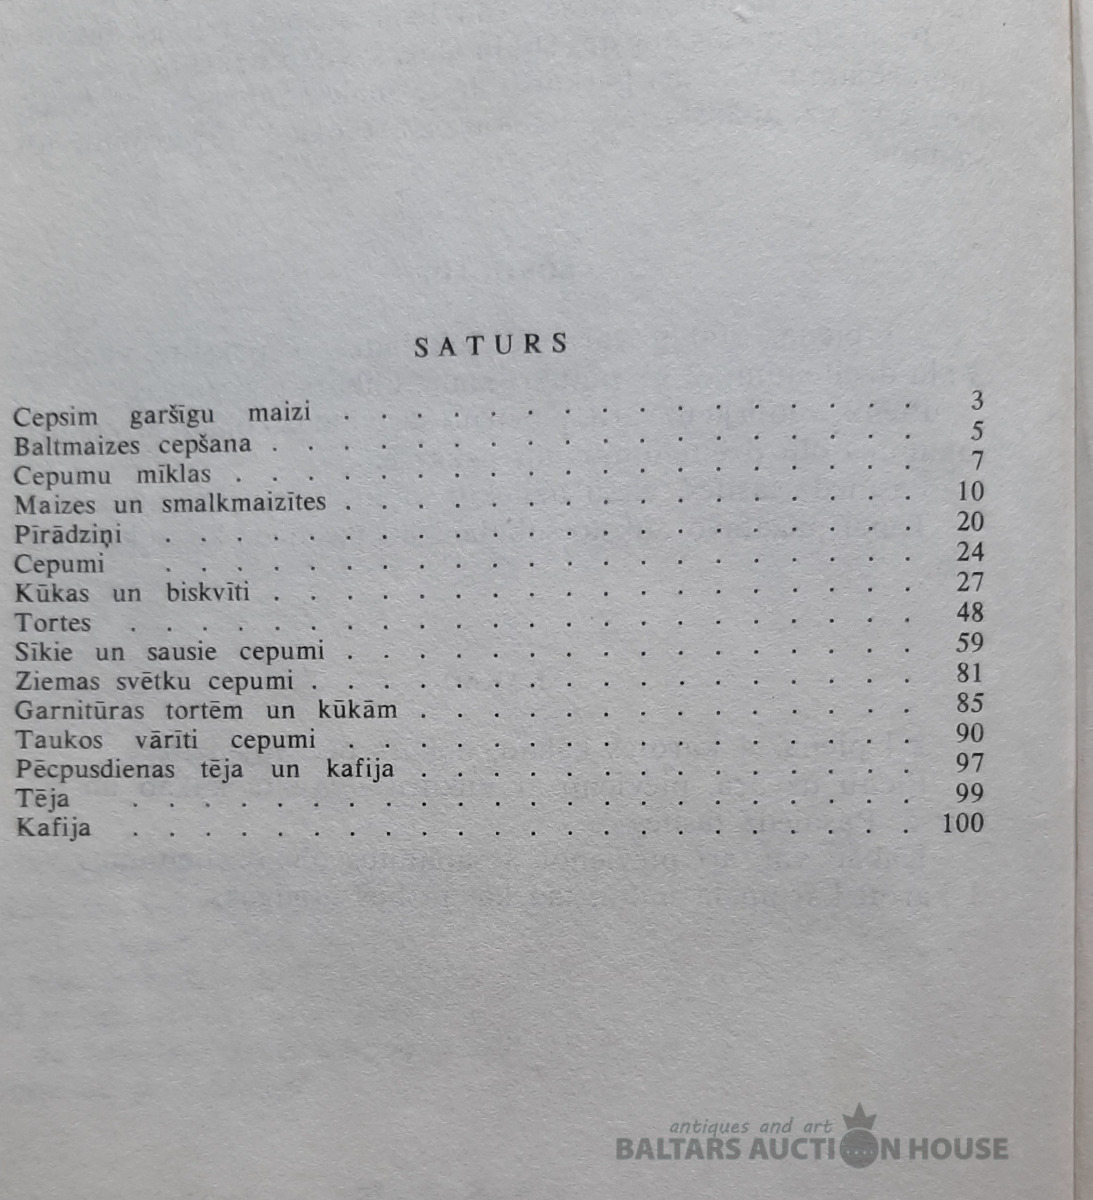 SATURS
Cepsim garšīgu maizi . . . . . . . . . . . . . . . . 3
Baltmaizes cepšana . . . . . . . . . . . . . . . . . . 5
Cepumu mīklas . . . . . . . . . . . . . . . . . . . 7
Maizes un smalkmaizītes . . . . . . . . . . . . . . . . 10
Pīrādziņi . . . . . . . . . . . . . . . . . . . . . 20
Cepumi . . . . . . . . . . . . . . . . . . . . . 24
Kūkas un biskvīti . . . . . . . . . . . . . . . . . . 27
Tortes . . . . . . . . . . . . . . . . . . . . . . 48
Sīkie un sausie cepumi . . . . . . . . . . . . . . . . 59
Ziemas svētku cepumi . . . . . . . . . . . . . . . . . 81
Garnitūras tortēm un kūkām . . . . . . . . . . . . . . 85
Taukos vārīti cepumi . . . . . . . . . . . . . . . . 90
Pēcpusdienas tēja un kafija . . . . . . . . . . . . . . 97
Tēja . . . . . . . . . . . . . . . . . . . . . . 99
Kafija . . . . . . . . . . . . . . . . . . . . . . 100
antiques and art
BALTARS AUCTION HOUSE